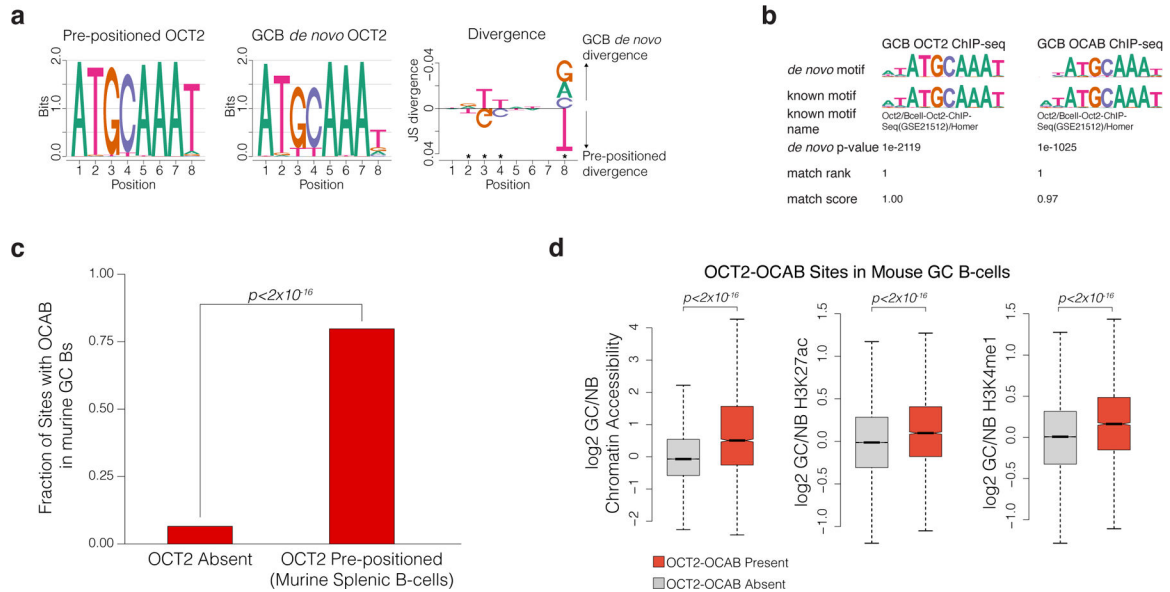 a
Pre-positioned OCT2
GCB de novo OCT2
Divergence
2.0
1.0
0.0
Bits
ATGCAAAT
1 2 3 4 5 6 7 8
Position
2.0
1.0
0.0
Bits
ATGCAAAT
1 2 3 4 5 6 7 8
Position
-0.04
0
0.04
JS divergence
GCB de novo
divergence
Pre-positioned
divergence
* * * *
1 2 3 4 5 6 7 8
Position
b
GCB OCT2 ChIP-seq
GCB OCAB ChIP-seq
de novo motif
ATATGCAAAT
ATGCAAAT
known motif
ATATGCAAAT
ATATGCAAAT
known motif
name
Oct2/Bcell-Oct2-ChIP-
Seq(GSE21512)/Homer
Oct2/Bcell-Oct2-ChIP-
Seq(GSE21512)/Homer
de novo p-value
1e-2119
1e-1025
match rank
1
1
match score
1.00
0.97
c
Fraction of Sites with OCAB
in murine GC Bs
1.00
0.75
0.50
0.25
0.00
p<2x10-16
OCT2 Absent
OCT2 Pre-positioned
(Murine Splenic B-cells)
d
OCT2-OCAB Sites in Mouse GC B-cells
p<2x10-16
p<2x10-16
p<2x10-16
log2 GC/NB
Chromatin Accessibility
4
3
2
1
0
−1
−2
log2 GC/NB H3K27ac
1.5
1.0
0.5
0.0
−0.5
−1.0
log2 GC/NB H3K4me1
1.5
1.0
0.5
0.0
−0.5
−1.0
OCT2-OCAB Present
OCT2-OCAB Absent